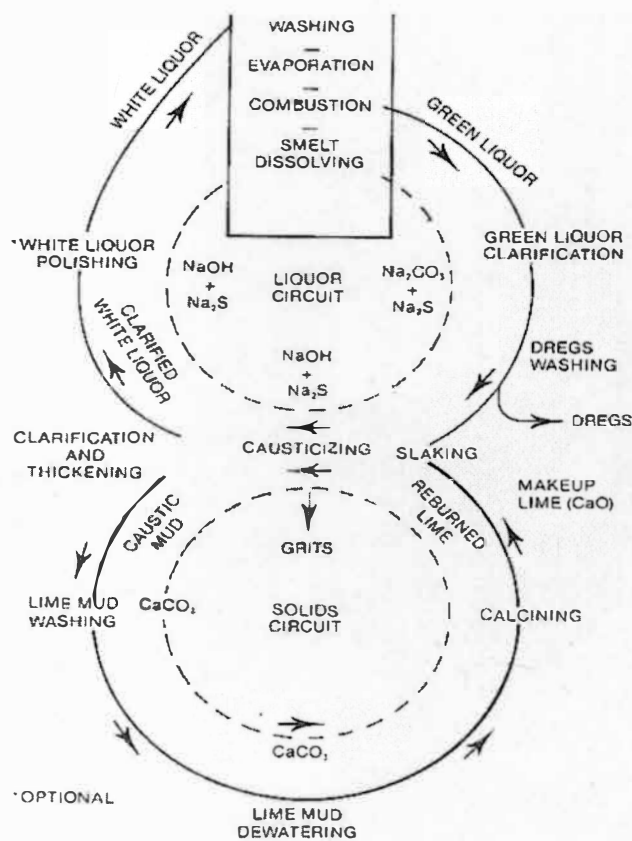 WASHING
EVAPORATION
COMBUSTION
SMELT
DISSOLVING
WHITE LIQUOR
GREEN LIQUOR
*WHITE LIQUOR
POLISHING
NaOH
+
Na₂S
LIQUOR
CIRCUIT
Na₂CO₃
+
Na₂S
GREEN LIQUOR
CLARIFICATION
CLARIFIED
WHITE LIQUOR
NaOH
+
Na₂S
DREGS
WASHING
DREGS
CLARIFICATION
AND
THICKENING
CAUSTICIZING
SLAKING
MAKEUP
LIME (CaO)
CAUSTIC
MUD
GRITS
REBURNED
LIME
LIME MUD
WASHING
CaCO₃
SOLIDS
CIRCUIT
CALCINING
CaCO₃
*OPTIONAL
LIME MUD
DEWATERING